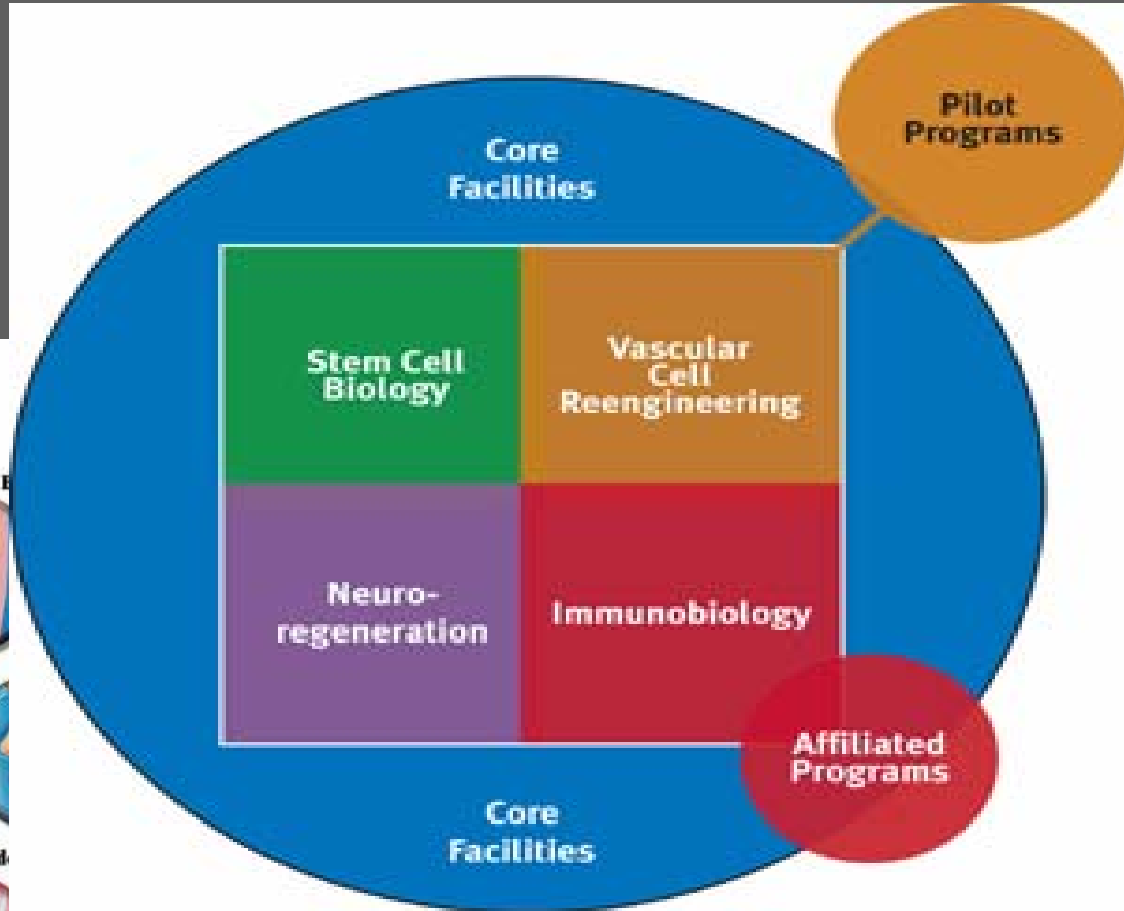 Pilot
Programs
Core
Facilities
Stem Cell
Biology
Vascular
Cell
Reengineering
Neuro-
regeneration
Immunobiology
Affiliated
Programs
Core
Facilities